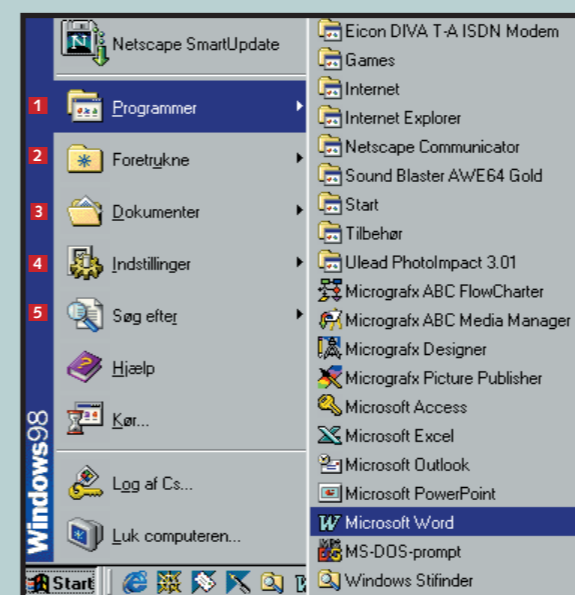 Netscape SmartUpdate
1 Programmer
2 Foretrukne
3 Dokumenter
4 Indstillinger
5 Søg efter
Hjælp
Kør...
Log af Cs...
Luk computeren...
Windows98
Start
Eicon DIVA T-A ISDN Modem
Games
Internet
Internet Explorer
Netscape Communicator
Sound Blaster AWE64 Gold
Start
Tilbehør
Ulead PhotoImpact 3.01
Micrografx ABC FlowCharter
Micrografx ABC Media Manager
Micrografx Designer
Micrografx Picture Publisher
Microsoft Access
Microsoft Excel
Microsoft Outlook
Microsoft PowerPoint
Microsoft Word
MS-DOS-prompt
Windows Stifinder